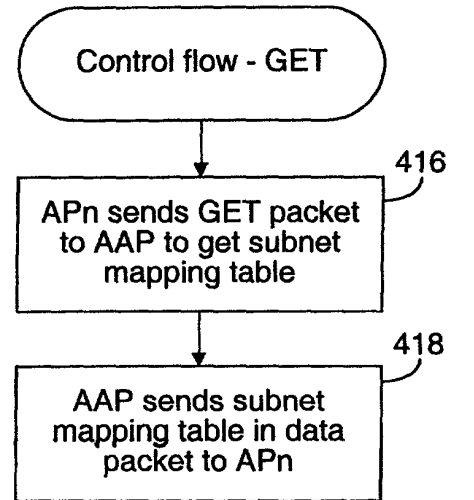 Control flow - GET
416
APn sends GET packet
to AAP to get subnet
mapping table
418
AAP sends subnet
mapping table in data
packet to APn